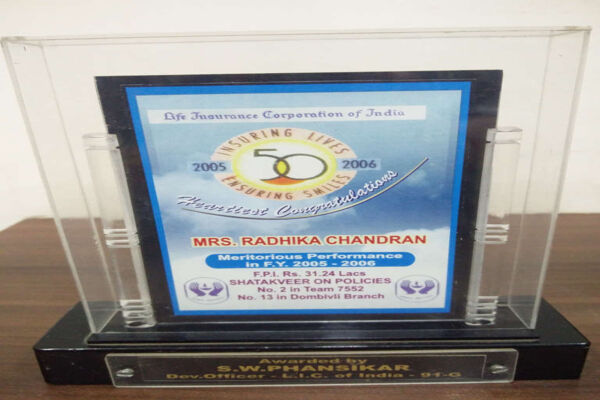 Life Insurance Corporation of India
INSURING LIVES
2005 50 2006
ENSURING SMILES
Heartiest Congratulations
MRS. RADHIKA CHANDRAN
Meritorious Performance
in F.Y. 2005 - 2006
F.P.I. Rs. 31.24 Lacs
SHATAKVEER ON POLICIES
No. 2 in Team 7552
No. 13 in Dombivli Branch
Awarded by
S.W.PHANSIKAR
Dev.Officer - L.I.C. of India - 91-G